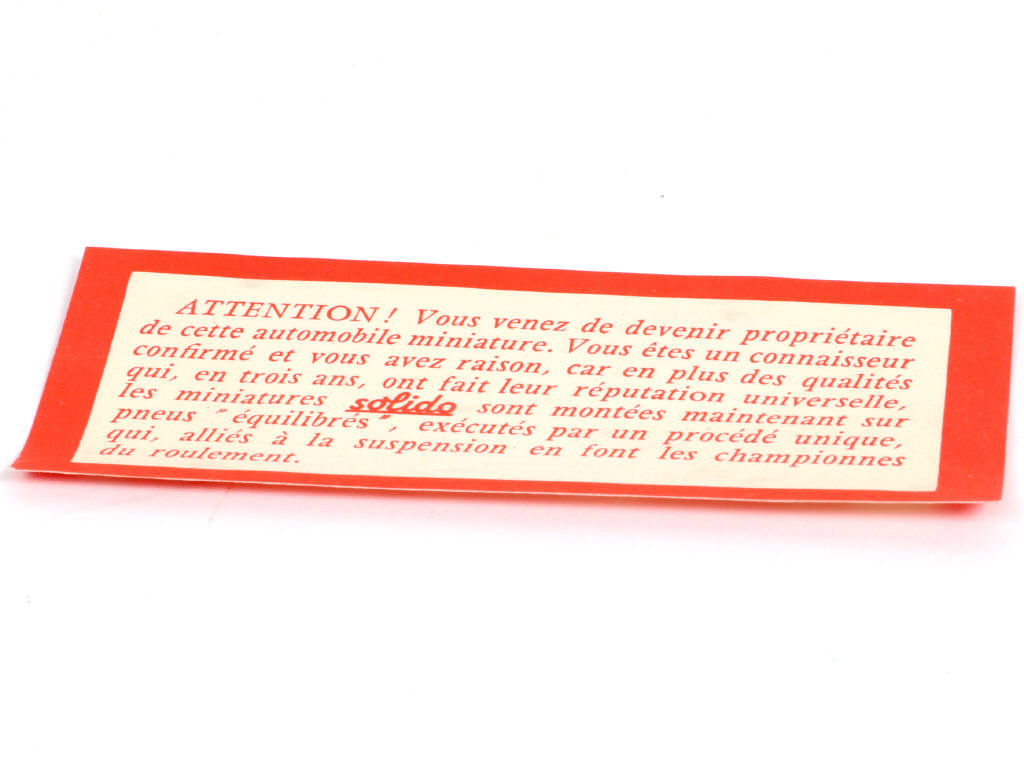 ATTENTION! Vous venez de devenir propriétaire
de cette automobile miniature. Vous êtes un connaisseur
confirmé et vous avez raison, car en plus des qualités
qui, en trois ans, ont fait leur réputation universelle,
les miniatures solido sont montées maintenant sur
pneus "équilibrés", exécutés par un procédé unique,
qui, alliés à la suspension en font les championnes
du roulement.